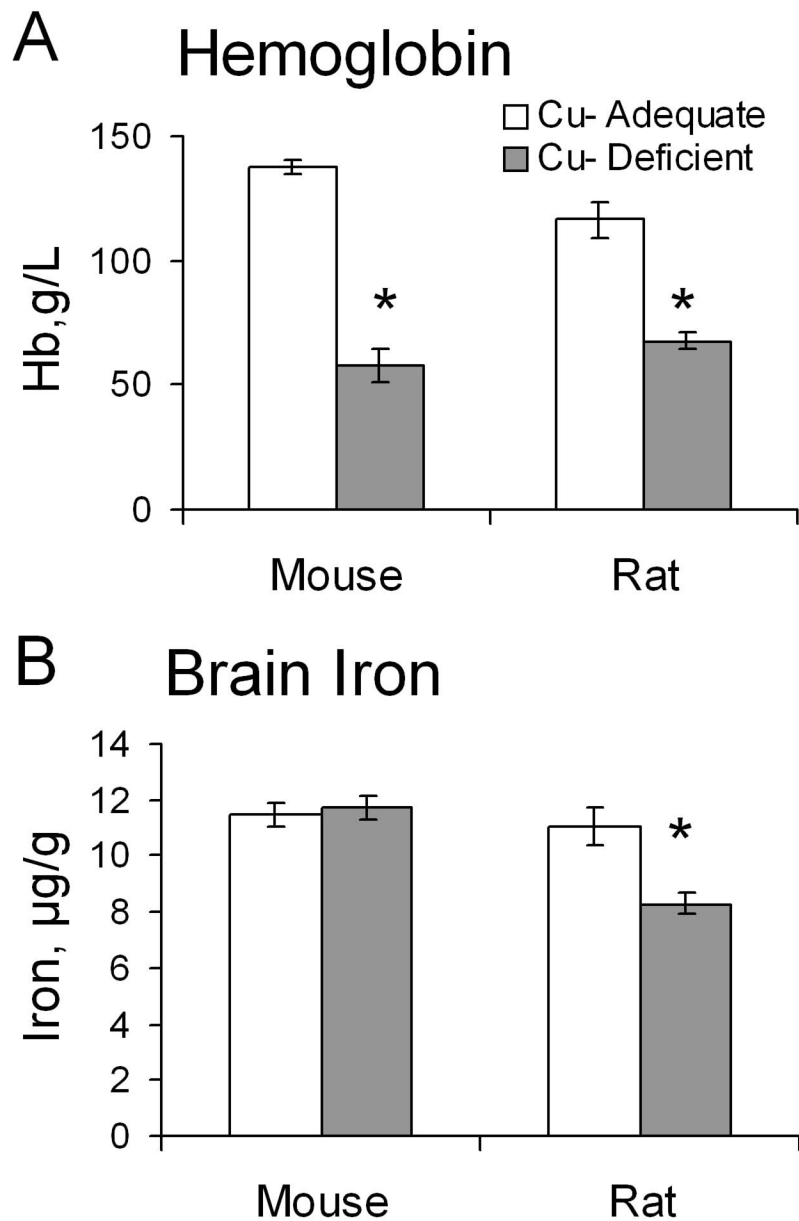 A Hemoglobin
Cu- Adequate
Cu- Deficient
150
100
50
0
Hb,g/L
*
*
Mouse Rat
B Brain Iron
14
12
10
8
6
4
2
0
Iron, µg/g
*
Mouse Rat